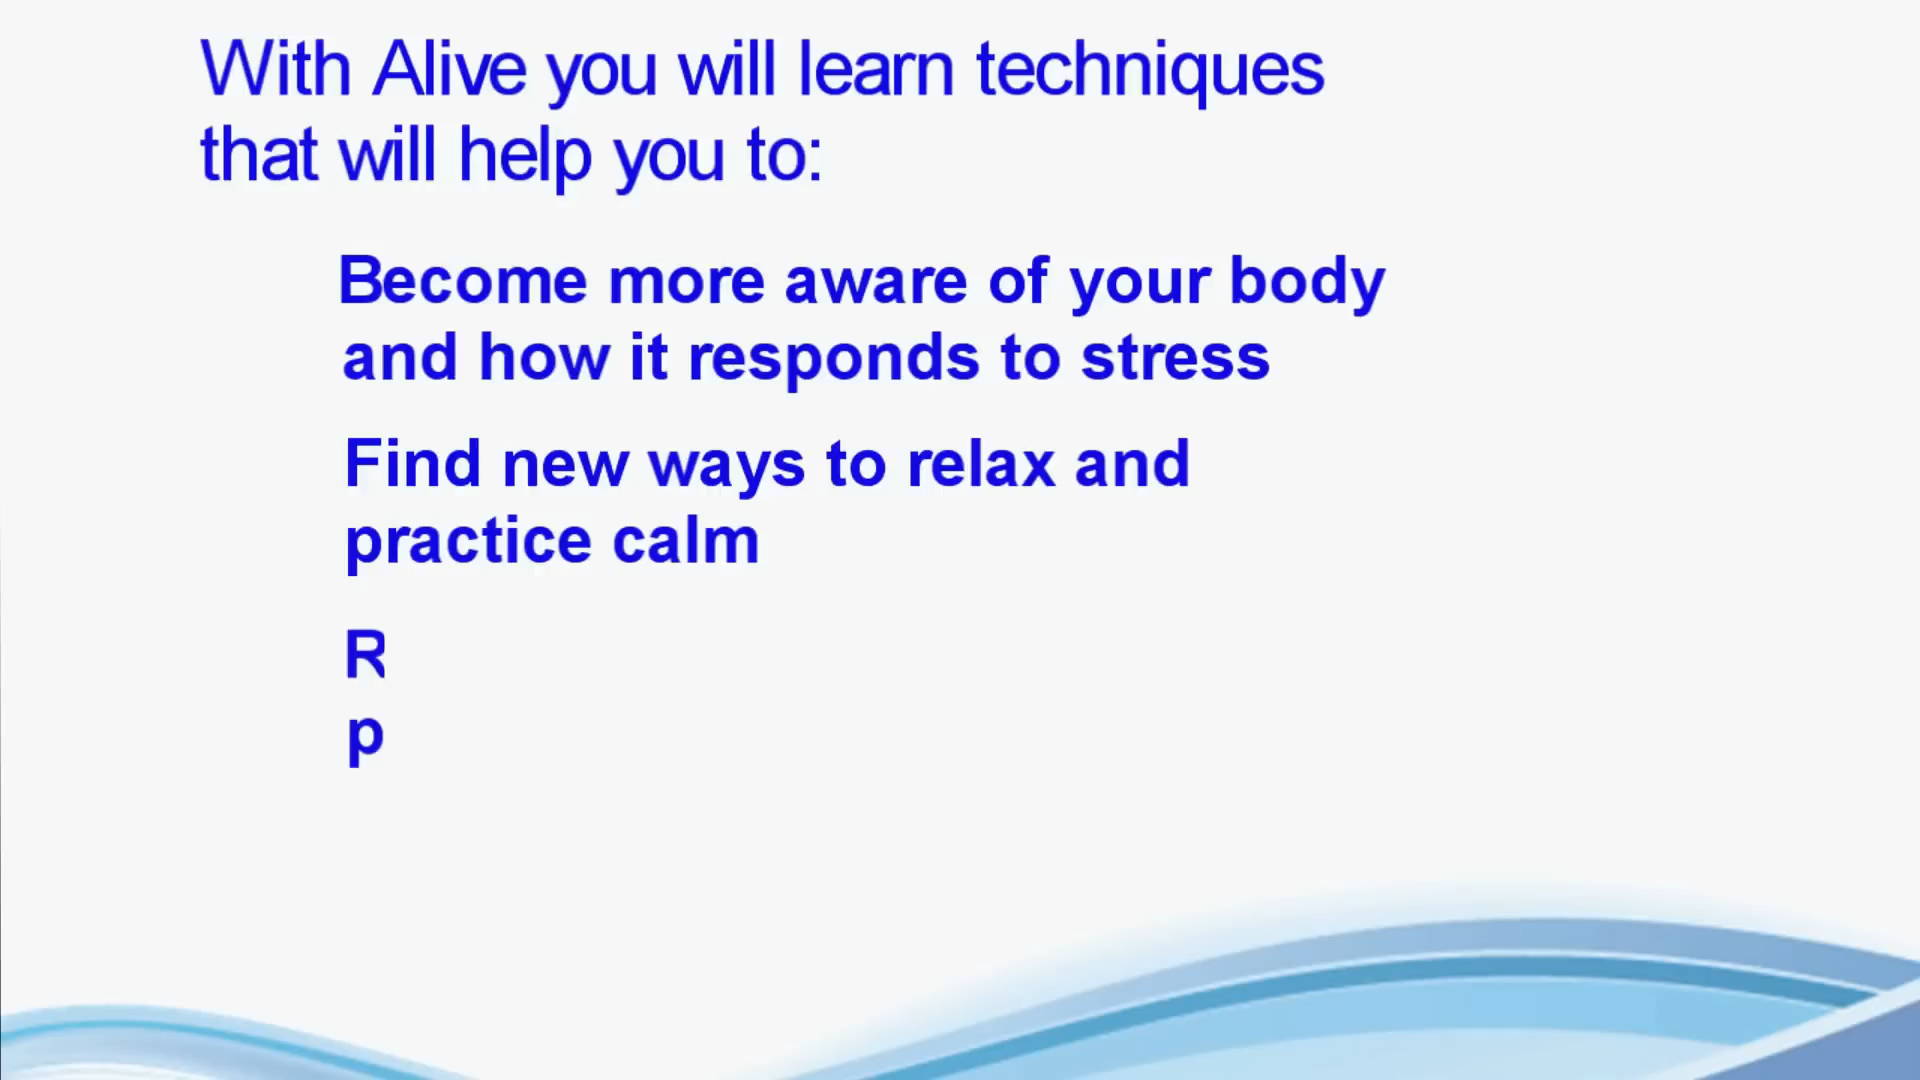 With Alive you will learn techniques
that will help you to:
Become more aware of your body
and how it responds to stress
Find new ways to relax and
practice calm
R
p